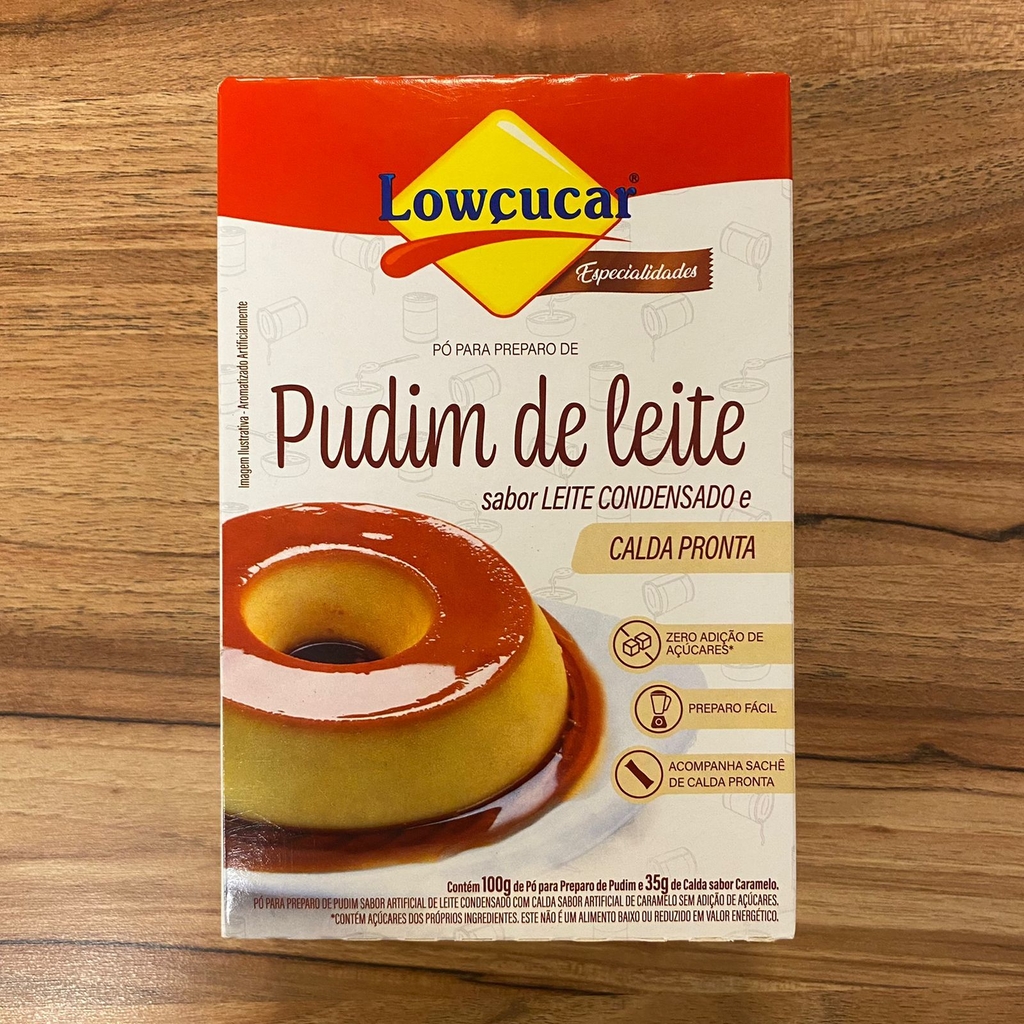 Lowçucar®
Especialidades
PÓ PARA PREPARO DE
Pudim de leite
sabor LEITE CONDENSADO e
CALDA PRONTA
Imagem Ilustrativa - Aromatizado Artificialmente
ZERO ADIÇÃO DE
AÇÚCARES*
PREPARO FÁCIL
ACOMPANHA SACHÊ
DE CALDA PRONTA
Contém 100g de Pó para Preparo de Pudim e 35g de Calda sabor Caramelo.
PÓ PARA PREPARO DE PUDIM SABOR ARTIFICIAL DE LEITE CONDENSADO COM CALDA SABOR ARTIFICIAL DE CARAMELO SEM ADIÇÃO DE AÇÚCARES.
*CONTÉM AÇÚCARES DOS PRÓPRIOS INGREDIENTES. ESTE NÃO É UM ALIMENTO BAIXO OU REDUZIDO EM VALOR ENERGÉTICO.